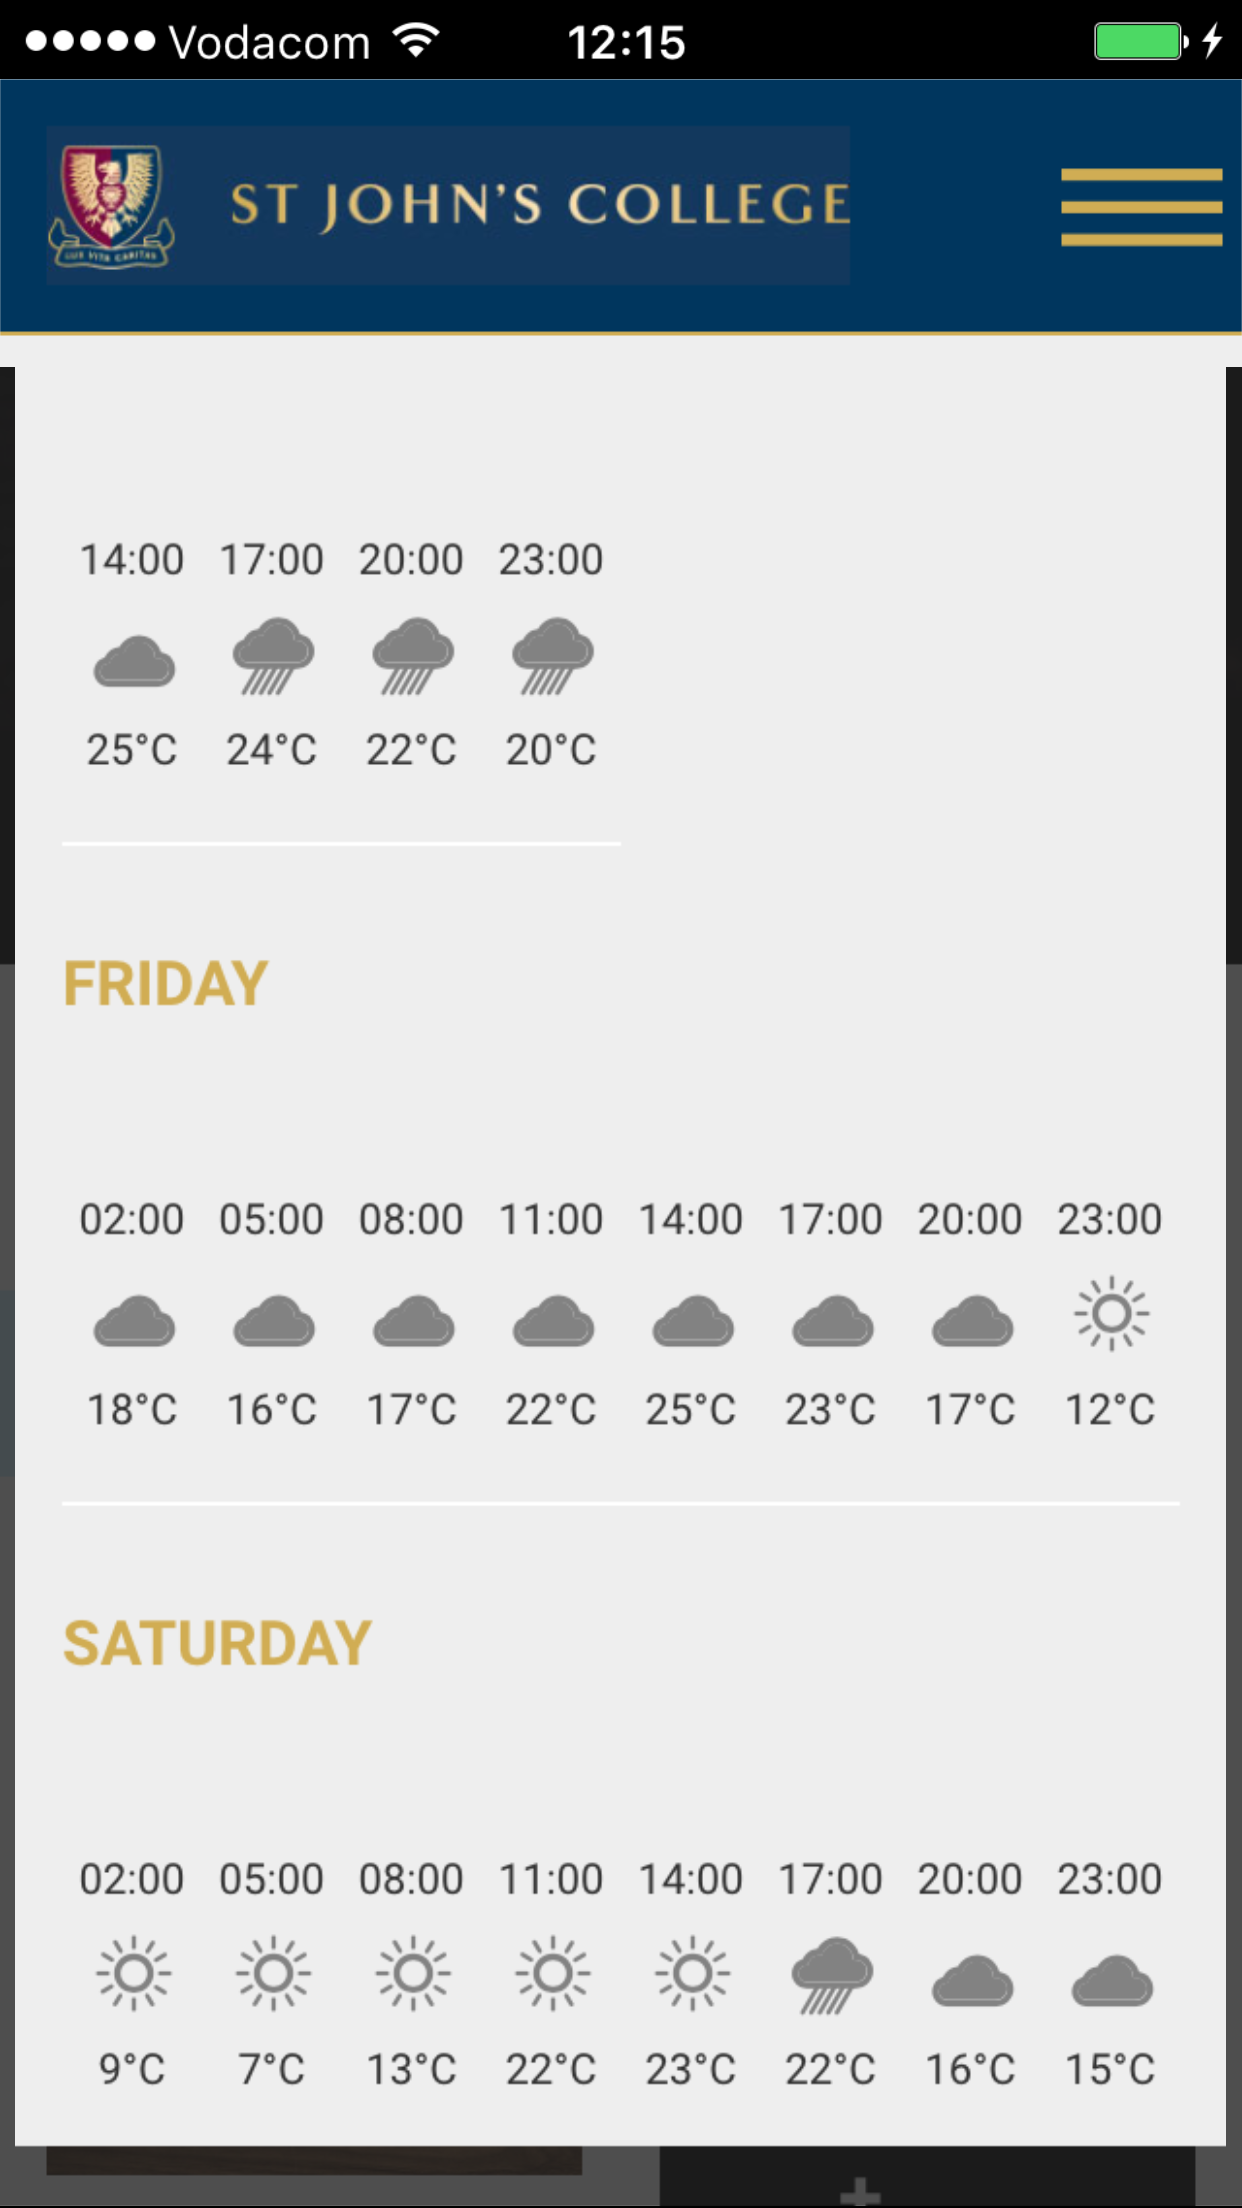 Vodacom 12:15
ST JOHN'S COLLEGE
LUX VITA CARITAS
14:00 17:00 20:00 23:00
25°C 24°C 22°C 20°C
FRIDAY
02:00 05:00 08:00 11:00 14:00 17:00 20:00 23:00
18°C 16°C 17°C 22°C 25°C 23°C 17°C 12°C
SATURDAY
02:00 05:00 08:00 11:00 14:00 17:00 20:00 23:00
9°C 7°C 13°C 22°C 23°C 22°C 16°C 15°C